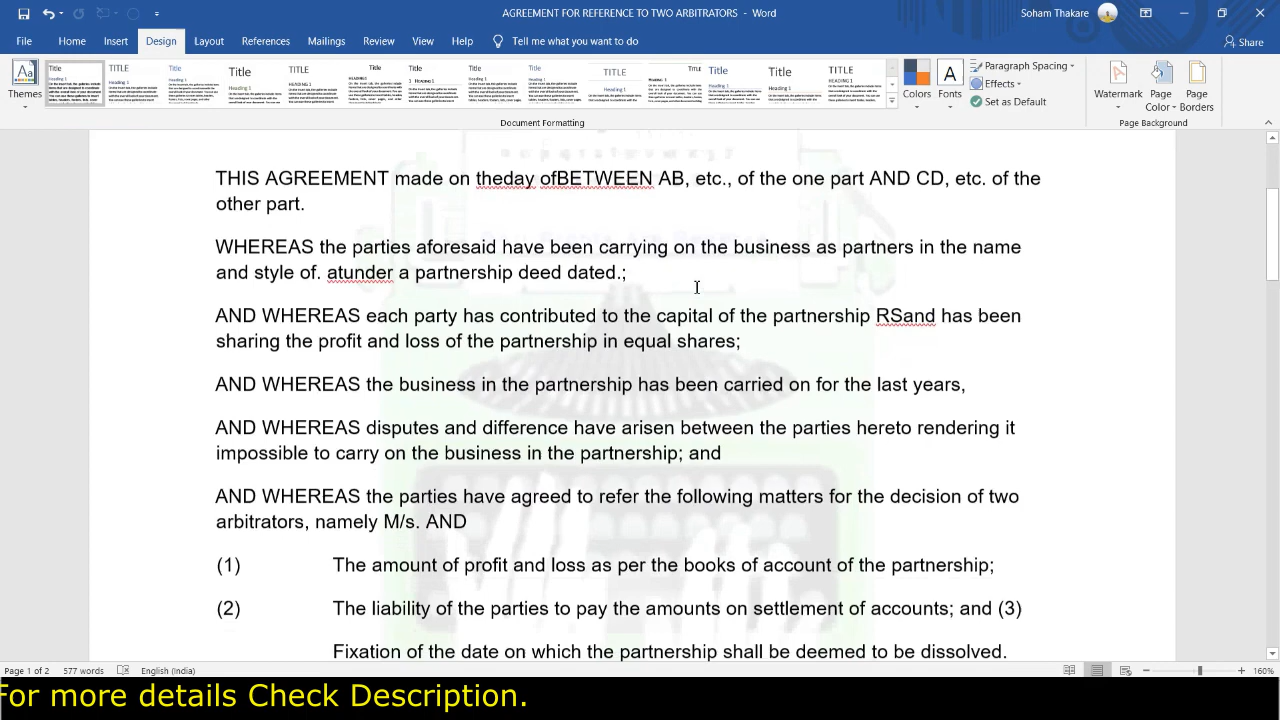 AGREEMENT FOR REFERENCE TO TWO ARBITRATORS - Word
Soham Thakare
File Home Insert Design Layout References Mailings Review View Help Tell me what you want to do Share
Themes
Colors
Fonts
Paragraph Spacing
Effects
Set as Default
Watermark
Page Color
Page Borders
Document Formatting
Page Background
THIS AGREEMENT made on theday ofBETWEEN AB, etc., of the one part AND CD, etc. of the
other part.
WHEREAS the parties aforesaid have been carrying on the business as partners in the name
and style of. atunder a partnership deed dated.;
AND WHEREAS each party has contributed to the capital of the partnership RSand has been
sharing the profit and loss of the partnership in equal shares;
AND WHEREAS the business in the partnership has been carried on for the last years,
AND WHEREAS disputes and difference have arisen between the parties hereto rendering it
impossible to carry on the business in the partnership; and
AND WHEREAS the parties have agreed to refer the following matters for the decision of two
arbitrators, namely M/s. AND
(1) The amount of profit and loss as per the books of account of the partnership;
(2) The liability of the parties to pay the amounts on settlement of accounts; and (3)
Fixation of the date on which the partnership shall be deemed to be dissolved.
Page 1 of 2 577 words English (India) 160%
For more details Check Description.